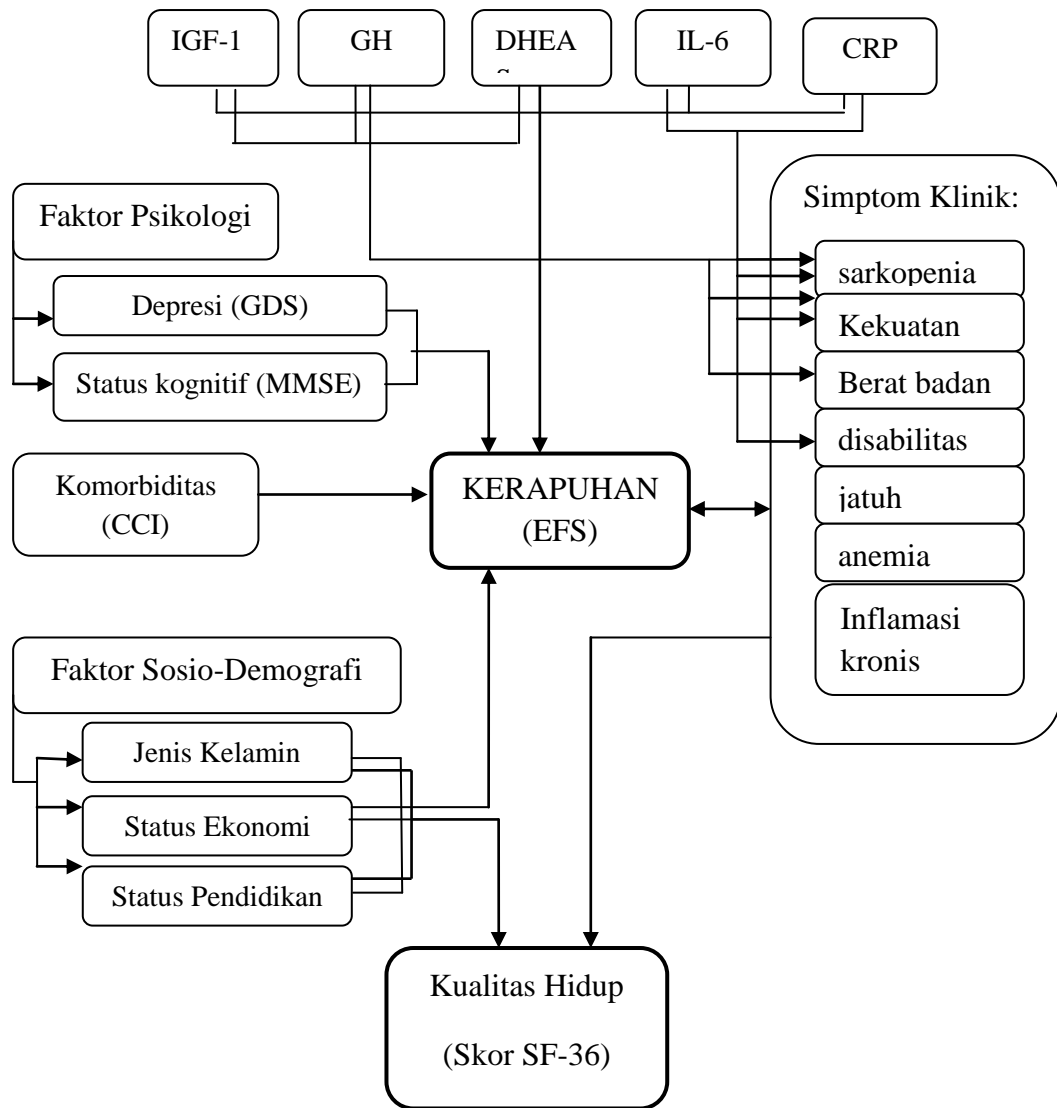 IGF-1
GH
DHEA
IL-6
CRP
Faktor Psikologi
Depresi (GDS)
Status kognitif (MMSE)
Komorbiditas
(CCI)
KERAPUHAN
(EFS)
Simptom Klinik:
sarkopenia
Kekuatan
Berat badan
disabilitas
jatuh
anemia
Inflamasi
kronis
Faktor Sosio-Demografi
Jenis Kelamin
Status Ekonomi
Status Pendidikan
Kualitas Hidup
(Skor SF-36)